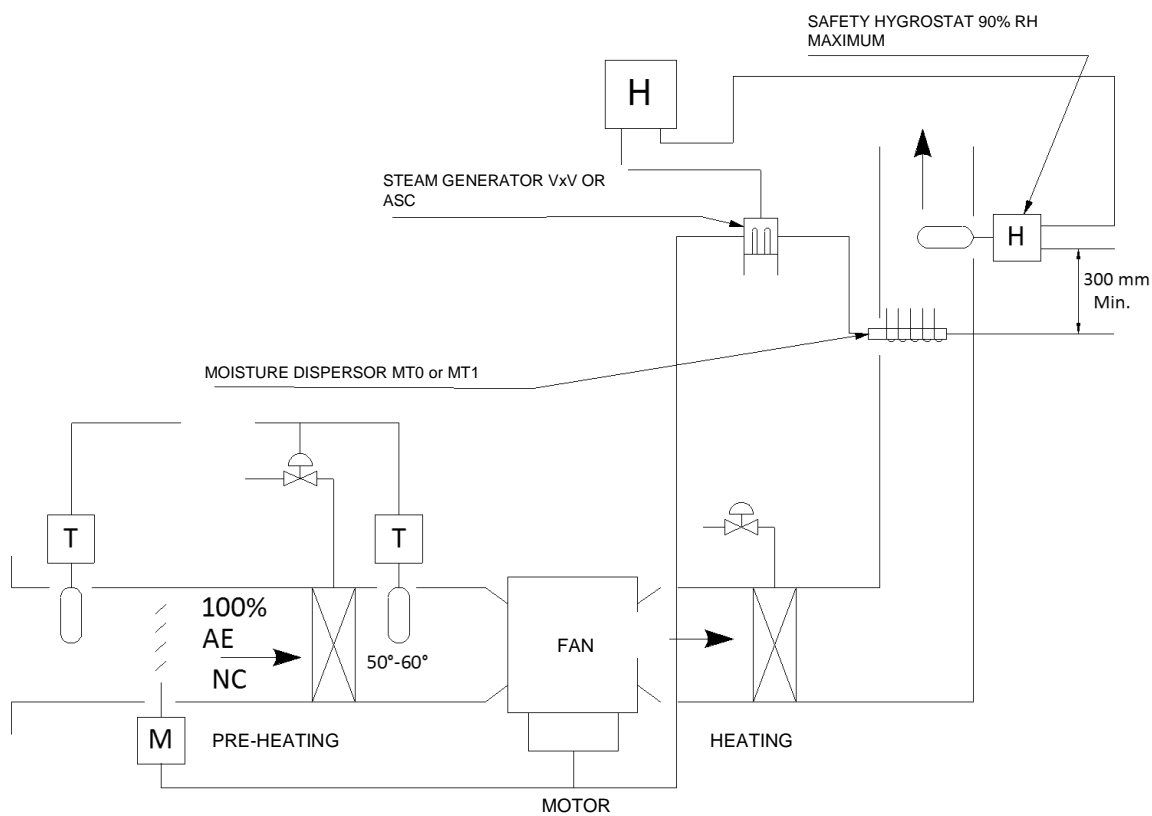 SAFETY HYGROSTAT 90% RH
MAXIMUM
H
STEAM GENERATOR VxV OR
ASC
H
300 mm
Min.
MOISTURE DISPERSOR MT0 or MT1
T
T
100%
AE
NC
50°-60°
FAN
M
PRE-HEATING
HEATING
MOTOR